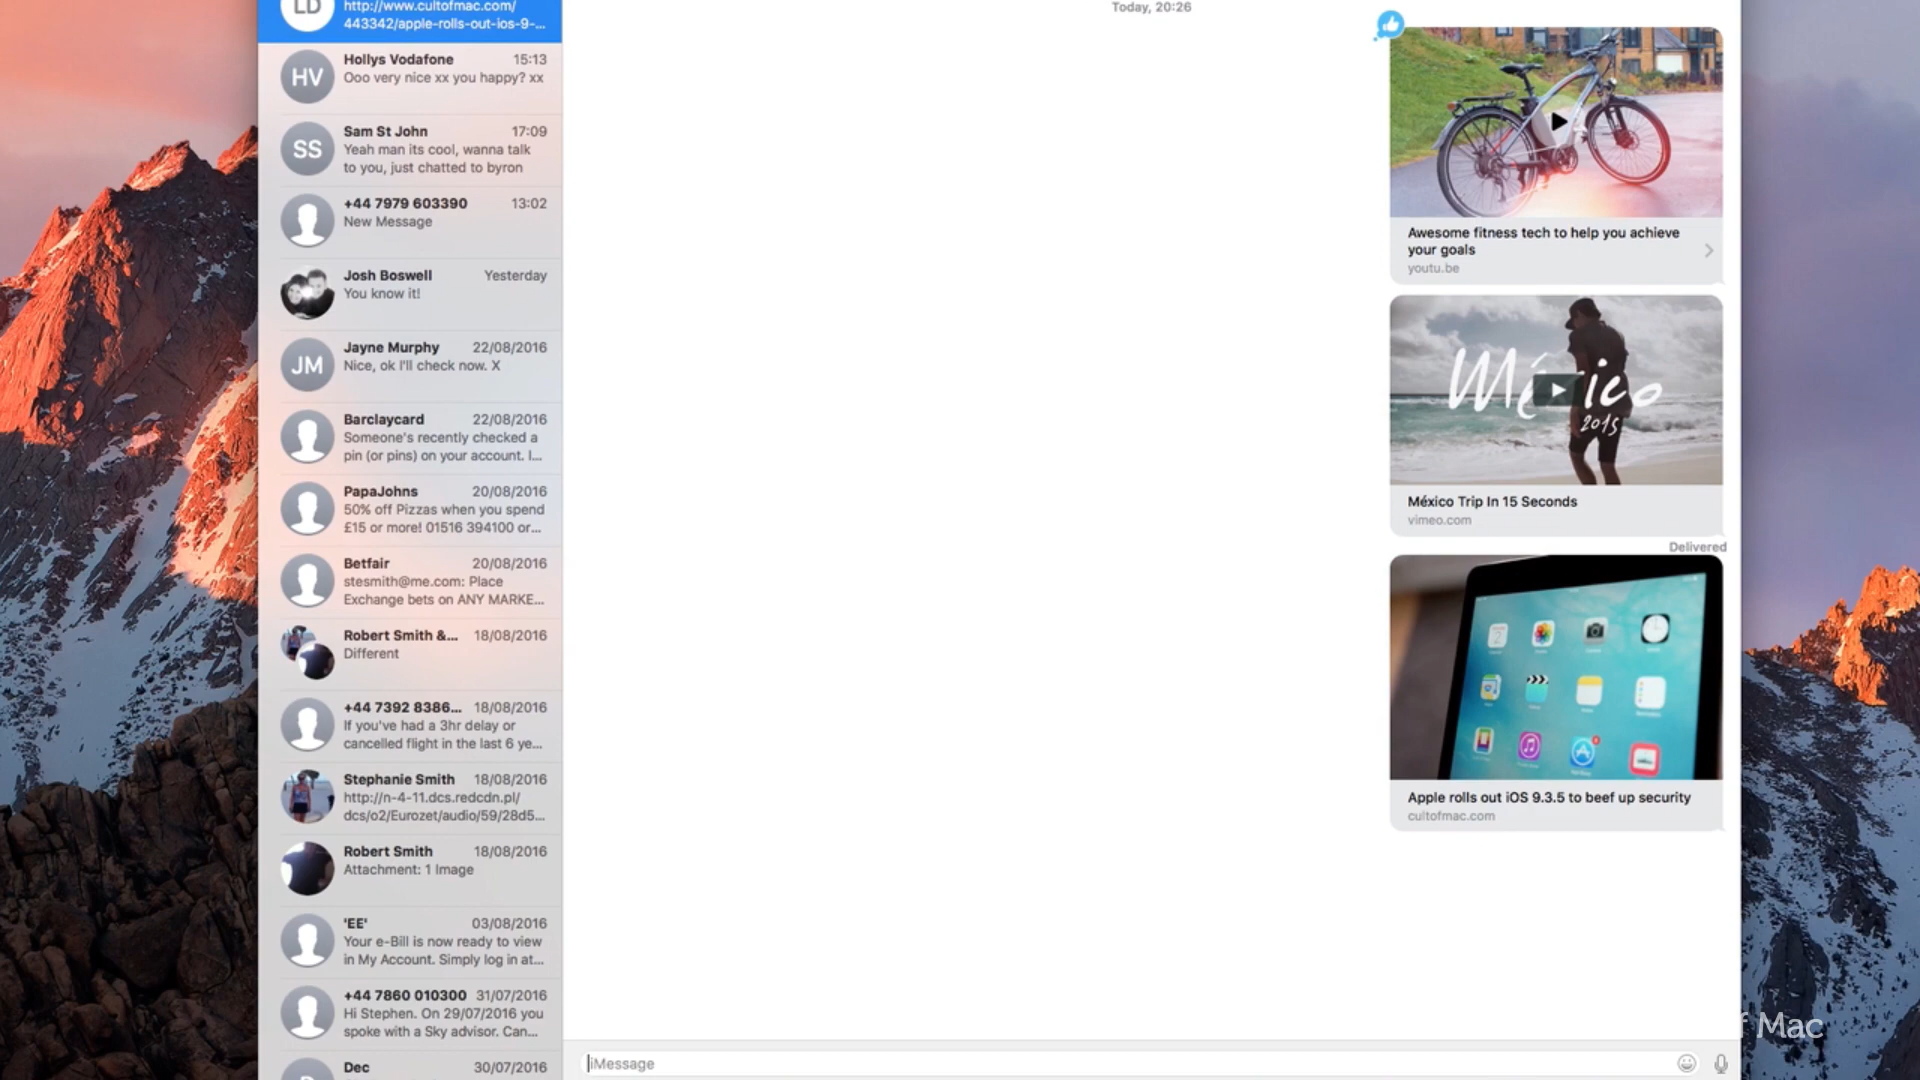 LD
http://www.cultofmac.com/
443342/apple-rolls-out-ios-9-...
HV
Hollys Vodafone 15:13
Ooo very nice xx you happy? xx
SS
Sam St John 17:09
Yeah man its cool, wanna talk
to you, just chatted to byron
+44 7979 603390 13:02
New Message
Josh Boswell Yesterday
You know it!
JM
Jayne Murphy 22/08/2016
Nice, ok I'll check now. X
Barclaycard 22/08/2016
Someone's recently checked a
pin (or pins) on your account. I...
PapaJohns 20/08/2016
50% off Pizzas when you spend
£15 or more! 01516 394100 or...
Betfair 20/08/2016
stesmith@me.com: Place
Exchange bets on ANY MARKE...
Robert Smith &... 18/08/2016
Different
+44 7392 8386... 18/08/2016
If you've had a 3hr delay or
cancelled flight in the last 6 ye...
Stephanie Smith 18/08/2016
http://n-4-11.dcs.redcdn.pl/
dcs/o2/Eurozet/audio/59/28d5...
Robert Smith 18/08/2016
Attachment: 1 Image
'EE' 03/08/2016
Your e-Bill is now ready to view
in My Account. Simply log in at...
+44 7860 010300 31/07/2016
Hi Stephen. On 29/07/2016 you
spoke with a Sky advisor. Can...
Dec 30/07/2016
Today, 20:26
Awesome fitness tech to help you achieve
your goals
youtu.be
México
2015
México Trip In 15 Seconds
vimeo.com
Delivered
Apple rolls out iOS 9.3.5 to beef up security
cultofmac.com
iMessage
f Mac